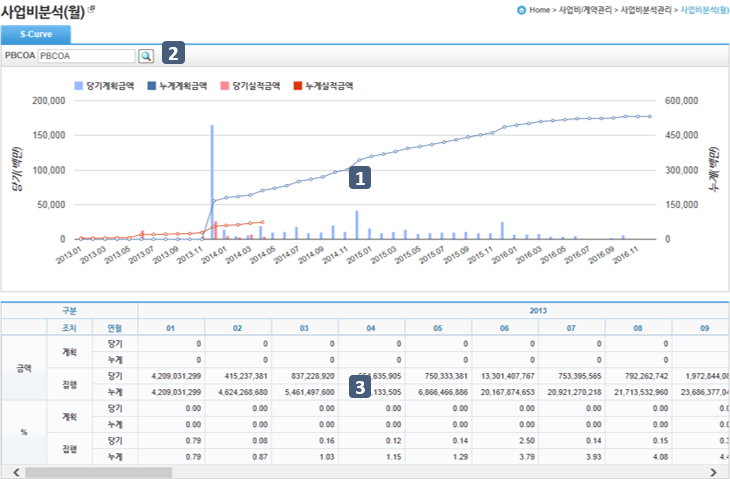 사업비분석(월)
Home > 사업비/계약관리 > 사업비분석관리 > 사업비분석(월)
S-Curve
PBCOA PBCOA
2
당기계획금액 누계계획금액 당기실적금액 누계실적금액
200,000 600,000
150,000 450,000
100,000 300,000
50,000 150,000
0 0
당기(백만)
누계(백만)
1
2013.01 2013.03 2013.05 2013.07 2013.09 2013.11 2014.01 2014.03 2014.05 2014.07 2014.09 2014.11 2015.01 2015.03 2015.05 2015.07 2015.09 2015.11 2016.01 2016.03 2016.05 2016.07 2016.09 2016.11
구분 2013
조치 연월 01 02 03 04 05 06 07 08 09
금액 계획 당기 0 0 0 0 0 0 0 0
누계 0 0 0 0 0 0 0 0
집행 당기 4,209,031,299 415,237,381 837,228,920 635,905 750,333,381 13,301,407,767 753,395,565 792,262,742 1,972,844,0
3
누계 4,209,031,299 4,624,268,680 5,461,497,600 133,505 6,866,466,886 20,167,874,653 20,921,270,218 21,713,532,960 23,686,377,0
% 계획 당기 0.00 0.00 0.00 0.00 0.00 0.00 0.00 0.00 0.0
누계 0.00 0.00 0.00 0.00 0.00 0.00 0.00 0.00 0.0
집행 당기 0.79 0.08 0.16 0.12 0.14 2.50 0.14 0.15 0.3
누계 0.79 0.87 1.03 1.15 1.29 3.79 3.93 4.08 4.4